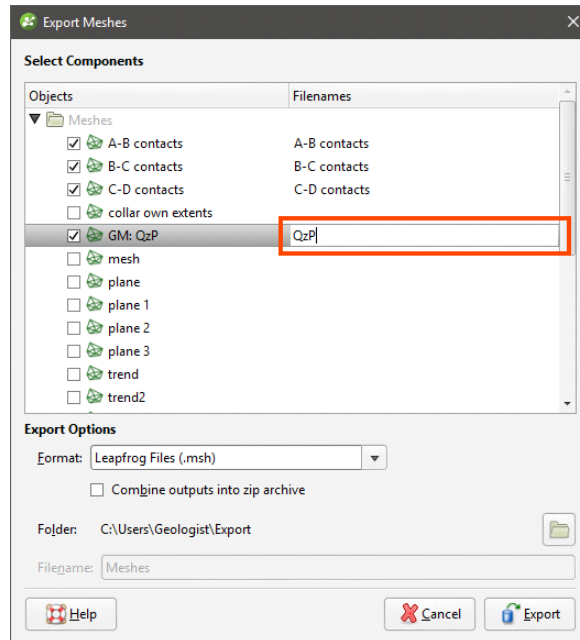 Export Meshes
Select Components
Objects Filenames
Meshes
A-B contacts A-B contacts
B-C contacts B-C contacts
C-D contacts C-D contacts
collar own extents
GM: QzP QzP
mesh
plane
plane 1
plane 2
plane 3
trend
trend2
Export Options
Format: Leapfrog Files (.msh)
Combine outputs into zip archive
Folder: C:\Users\Geologist\Export
Filename: Meshes
Help Cancel Export